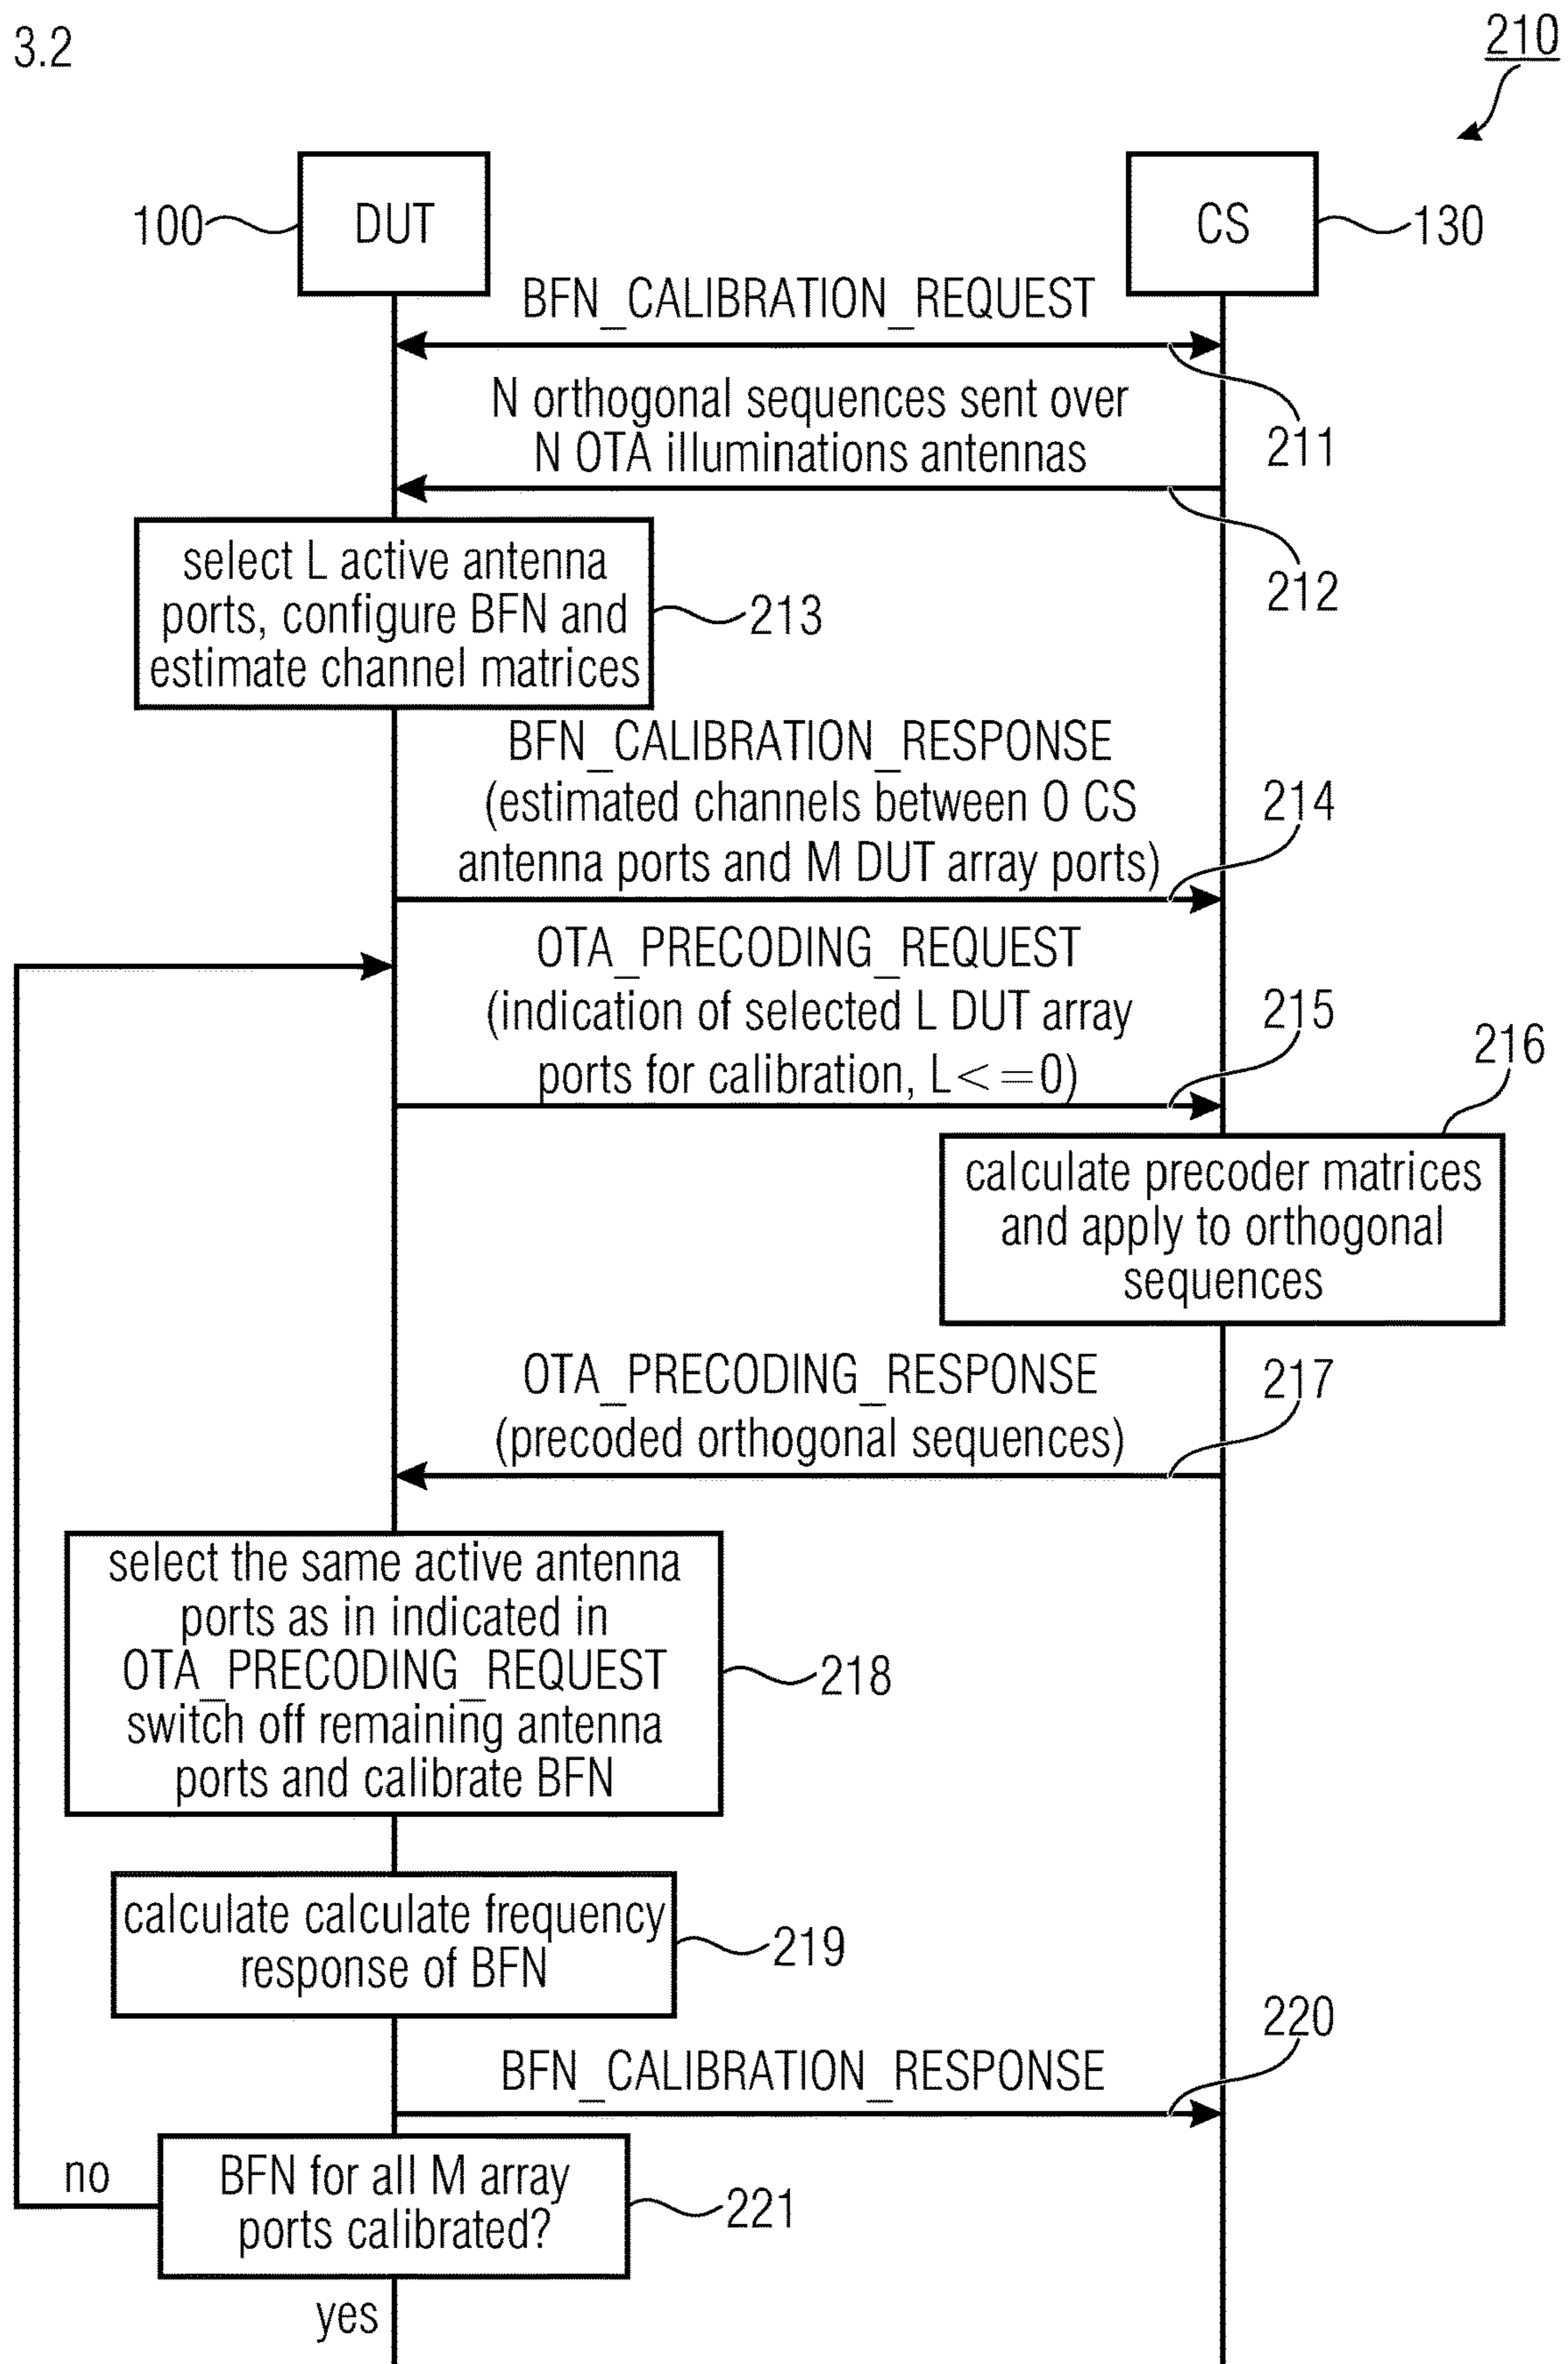 3.2
210
100
DUT
CS
130
BFN_CALIBRATION_REQUEST
211
N orthogonal sequences sent over
N OTA illuminations antennas
212
select L active antenna
ports, configure BFN and
estimate channel matrices
213
BFN_CALIBRATION_RESPONSE
(estimated channels between O CS
antenna ports and M DUT array ports)
214
OTA_PRECODING_REQUEST
(indication of selected L DUT array
ports for calibration, L<=O)
215
216
calculate precoder matrices
and apply to orthogonal
sequences
OTA_PRECODING_RESPONSE
(precoded orthogonal sequences)
217
select the same active antenna
ports as in indicated in
OTA_PRECODING_REQUEST
switch off remaining antenna
ports and calibrate BFN
218
calculate calculate frequency
response of BFN
219
BFN_CALIBRATION_RESPONSE
220
no
BFN for all M array
ports calibrated?
221
yes